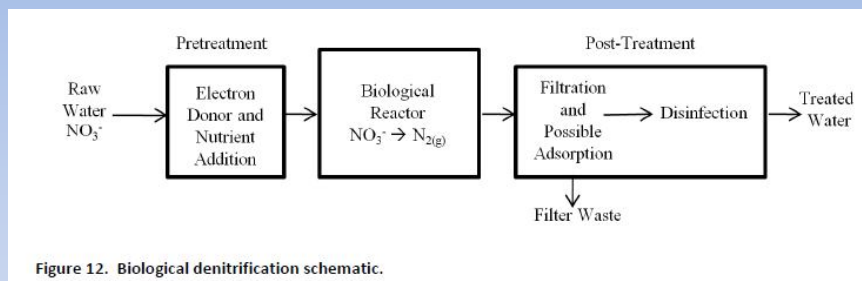 Pretreatment
Post-Treatment
Raw
Water
NO₃⁻
Electron
Donor and
Nutrient
Addition
Biological
Reactor
NO₃⁻ → N₂₍g₎
Filtration
and
Possible
Adsorption
Disinfection
Treated
Water
Filter Waste
Figure 12. Biological denitrification schematic.